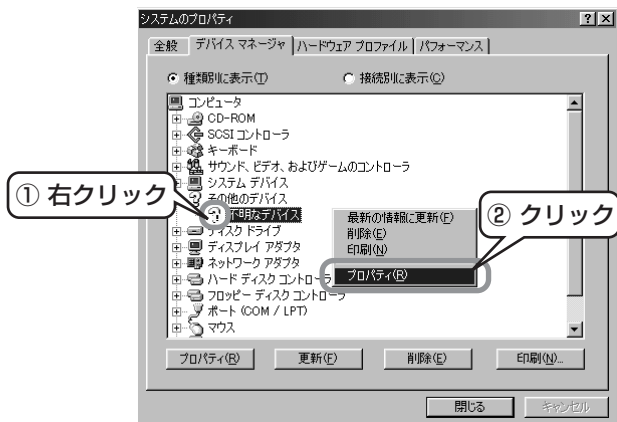 システムのプロパティ
全般 デバイス マネージャ ハードウェア プロファイル パフォーマンス
種類別に表示(T) 接続別に表示(C)
コンピュータ
CD-ROM
SCSI コントローラ
キーボード
サウンド、ビデオ、およびゲームのコントローラ
システム デバイス
その他のデバイス
不明なデバイス
ディスク ドライブ
ディスプレイ アダプタ
ネットワーク アダプタ
ハード ディスク コントローラ
フロッピー ディスク コントローラ
ポート (COM / LPT)
マウス
① 右クリック
最新の情報に更新(F)
削除(E)
印刷(N)
プロパティ(R)
② クリック
プロパティ(R) 更新(F) 削除(E) 印刷(N)...
閉じる キャンセル